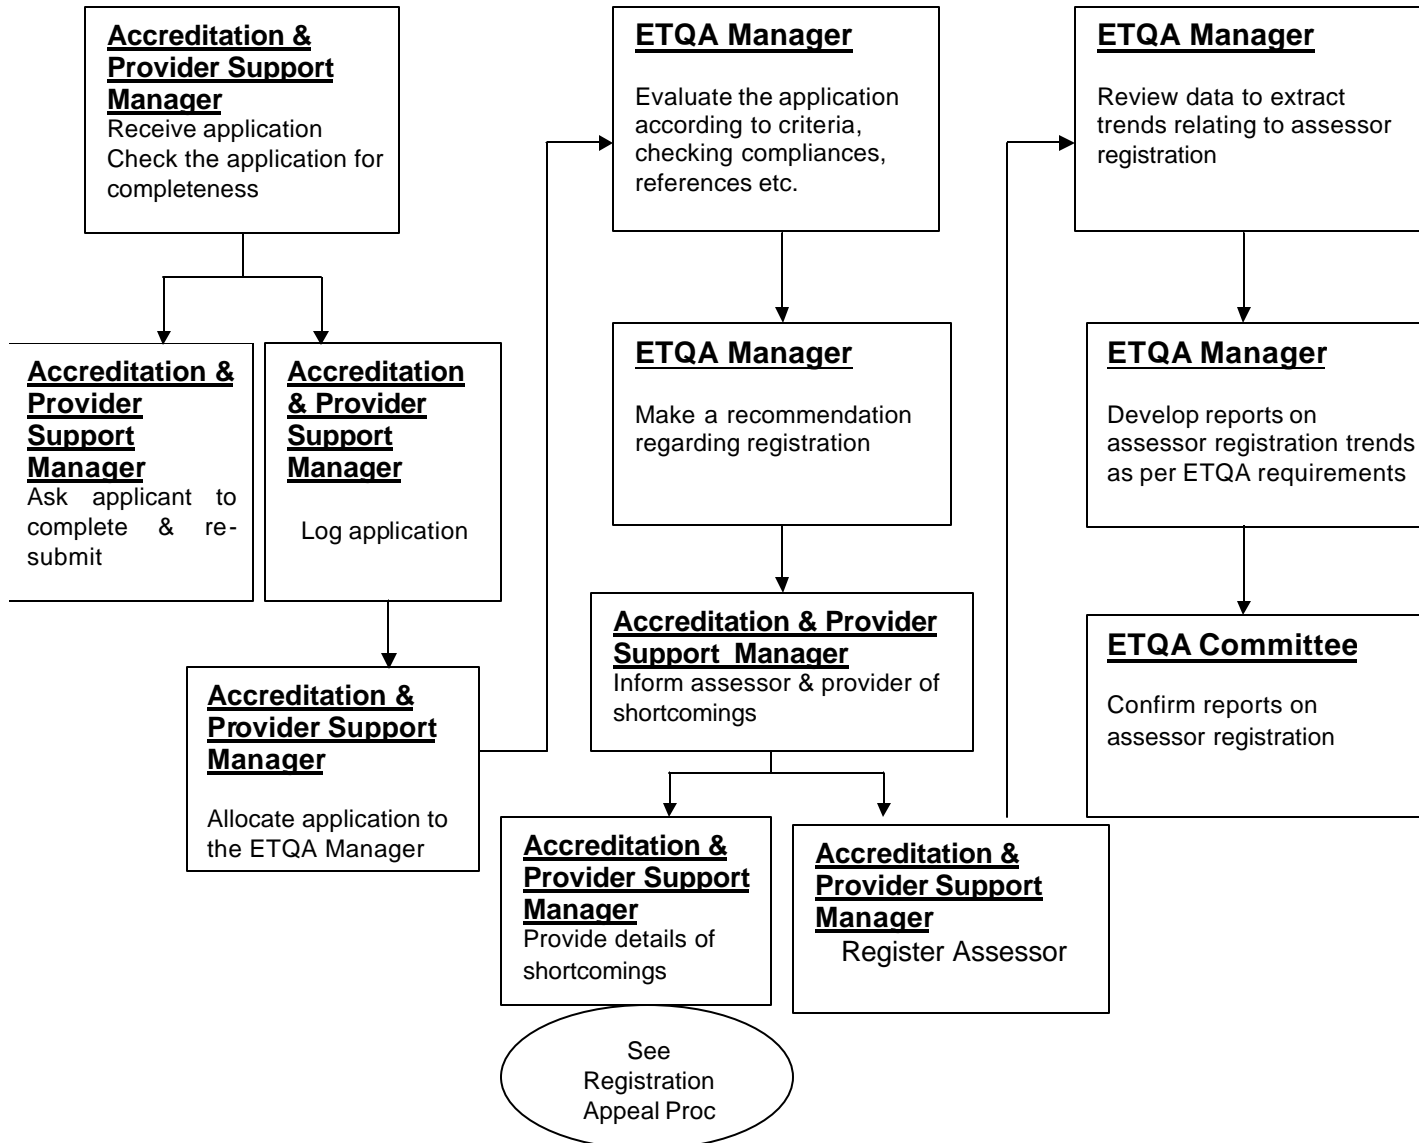 Accreditation &
Provider Support
Manager
Receive application
Check the application for
completeness
Accreditation &
Provider
Support
Manager
Ask applicant to
complete & re-
submit
Accreditation
& Provider
Support
Manager
Log application
Accreditation &
Provider Support
Manager
Allocate application to
the ETQA Manager
ETQA Manager
Evaluate the application
according to criteria,
checking compliances,
references etc.
ETQA Manager
Make a recommendation
regarding registration
Accreditation & Provider
Support Manager
Inform assessor & provider of
shortcomings
Accreditation &
Provider Support
Manager
Provide details of
shortcomings
See
Registration
Appeal Proc
Accreditation &
Provider Support
Manager
Register Assessor
ETQA Manager
Review data to extract
trends relating to assessor
registration
ETQA Manager
Develop reports on
assessor registration trends
as per ETQA requirements
ETQA Committee
Confirm reports on
assessor registration